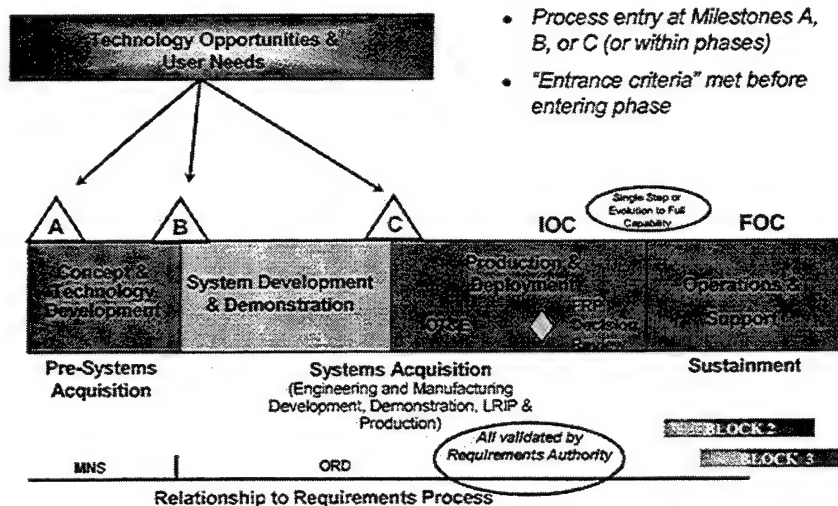 Technology Opportunities &
User Needs
• Process entry at Milestones A,
B, or C (or within phases)
• "Entrance criteria" met before
entering phase
A
B
C
IOC
Single Step or
Evolution to Full
Capability
FOC
Concept &
Technology
Development
System Development
& Demonstration
Production &
Deployment
OT&E
FRP
Decision
Review
Operations &
Support
Pre-Systems
Acquisition
Systems Acquisition
(Engineering and Manufacturing
Development, Demonstration, LRIP &
Production)
Sustainment
All validated by
Requirements Authority
BLOCK 2
BLOCK 3
MNS
ORD
Relationship to Requirements Process